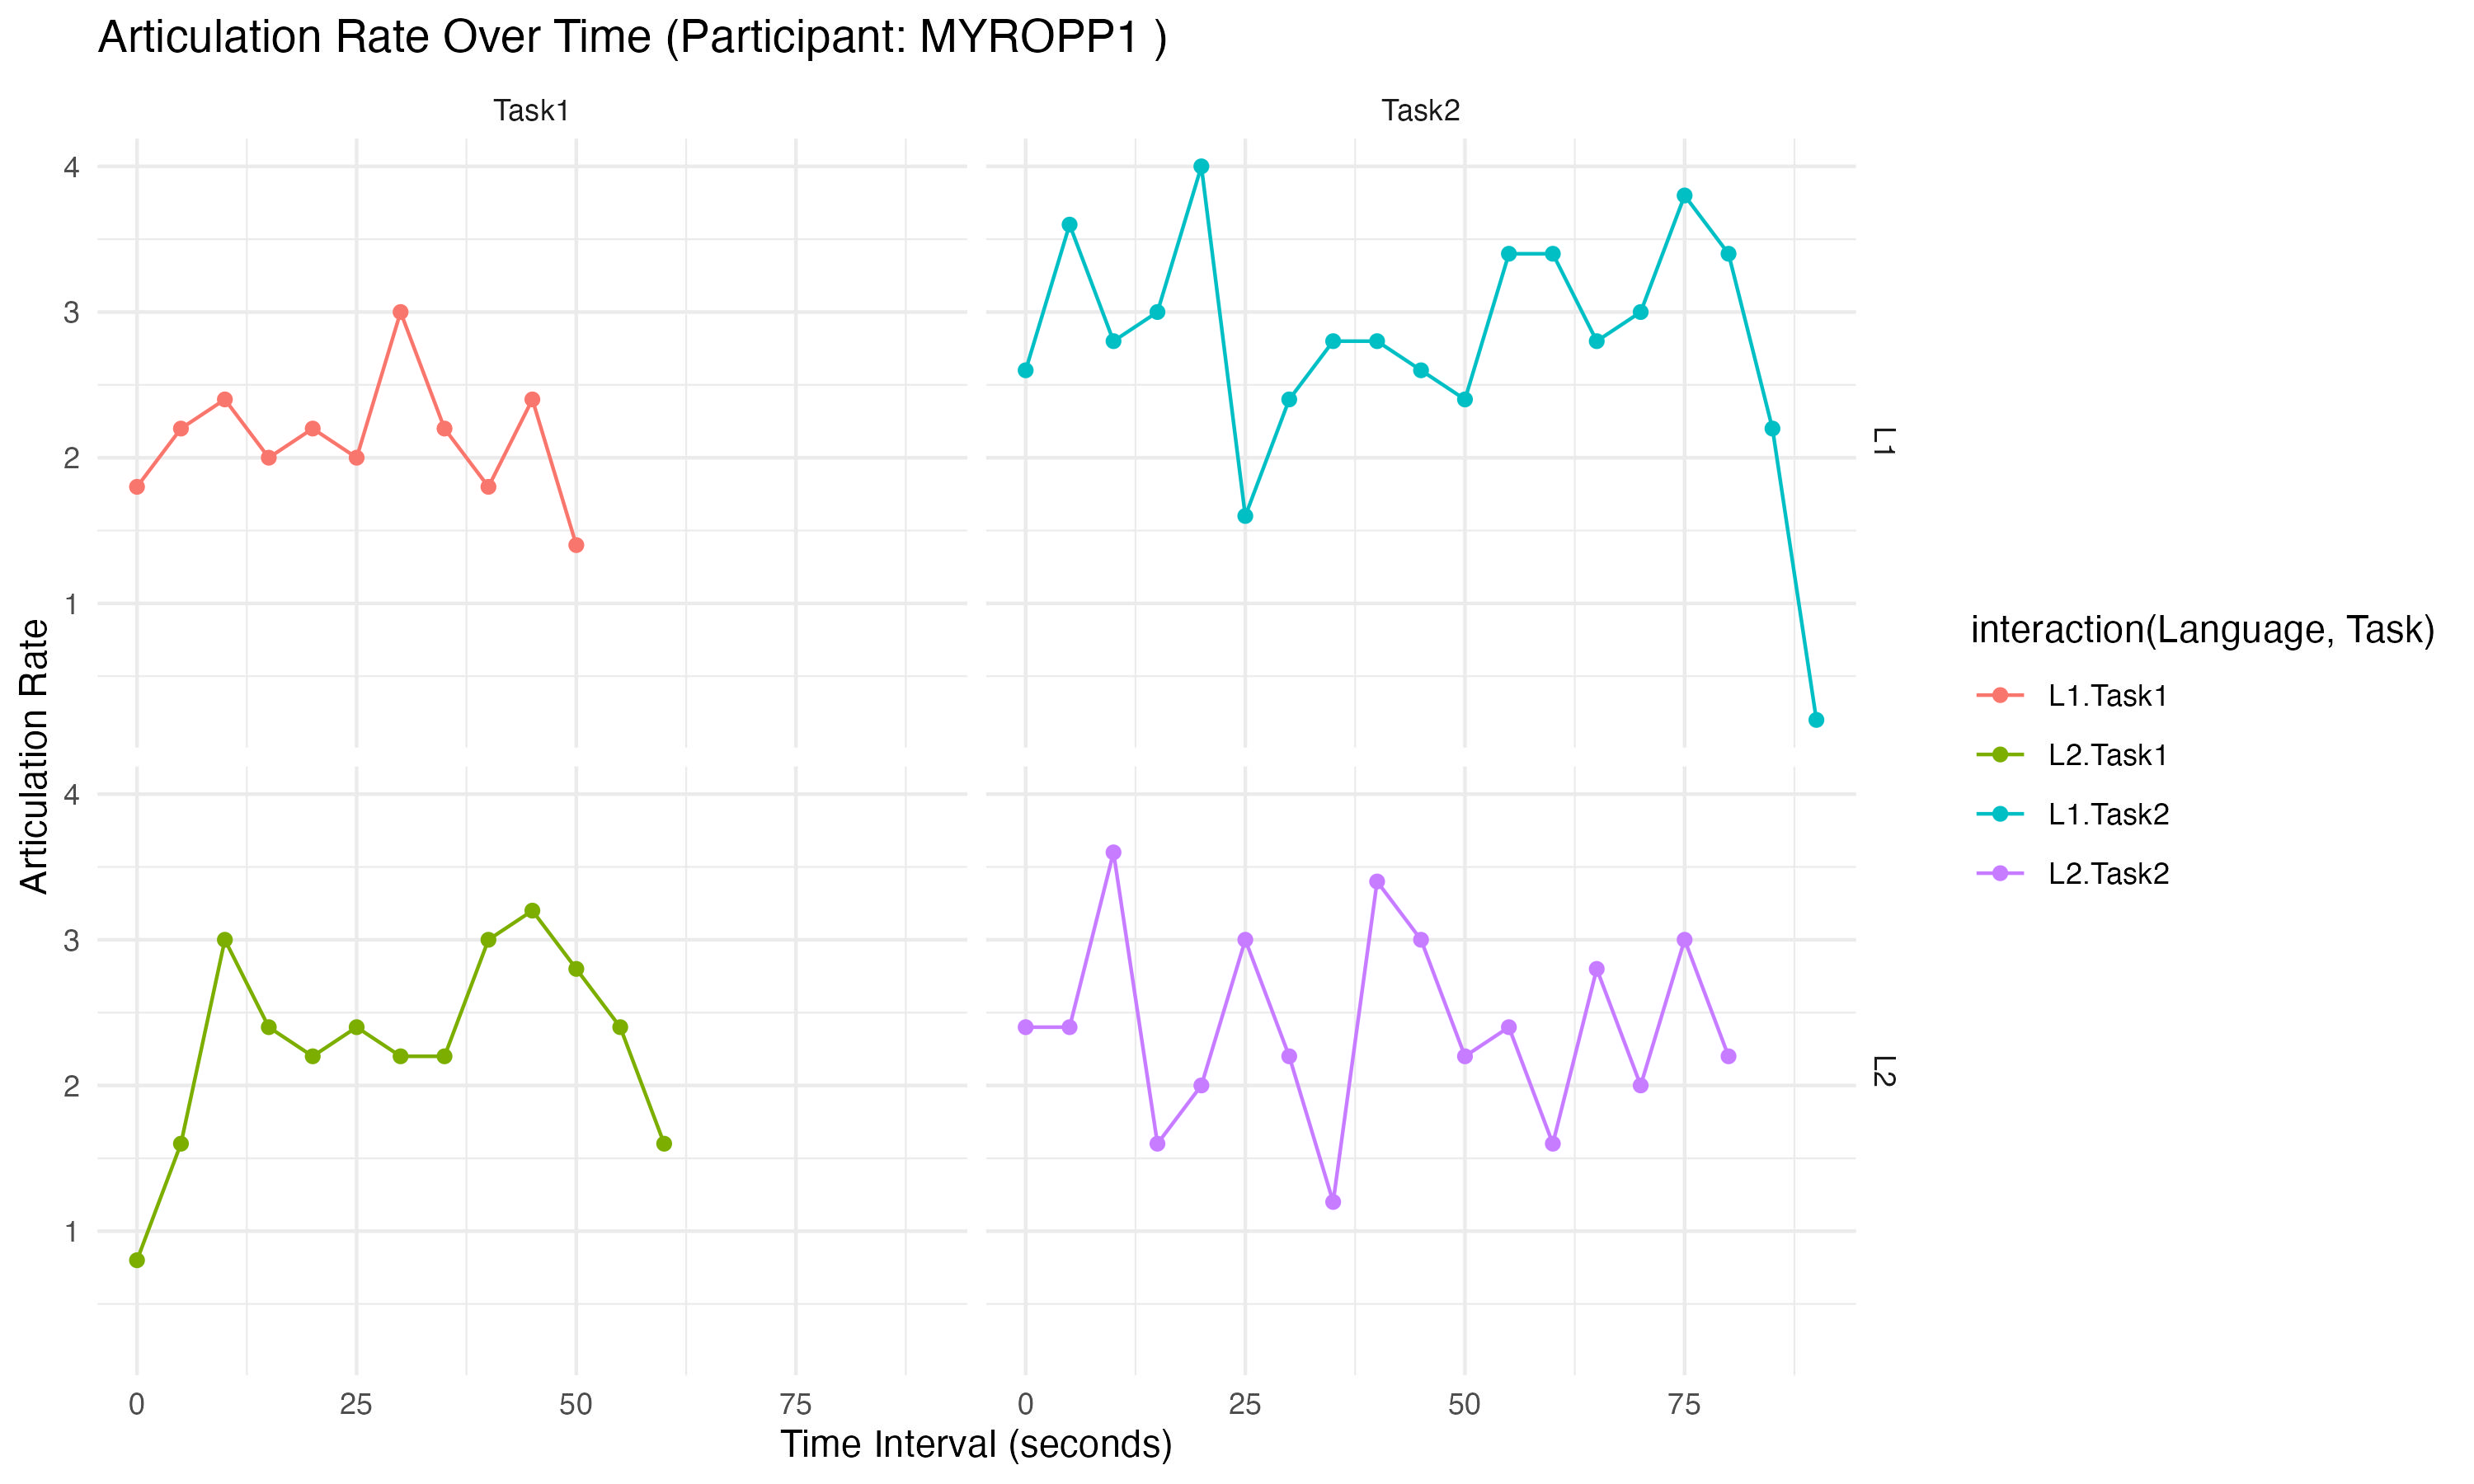 Articulation Rate Over Time (Participant: MYROPP1 )
Task1
Task2
4
3
2
1
L1
4
3
2
1
L2
0
25
50
75
0
25
50
75
Time Interval (seconds)
Articulation Rate
interaction(Language, Task)
L1.Task1
L2.Task1
L1.Task2
L2.Task2